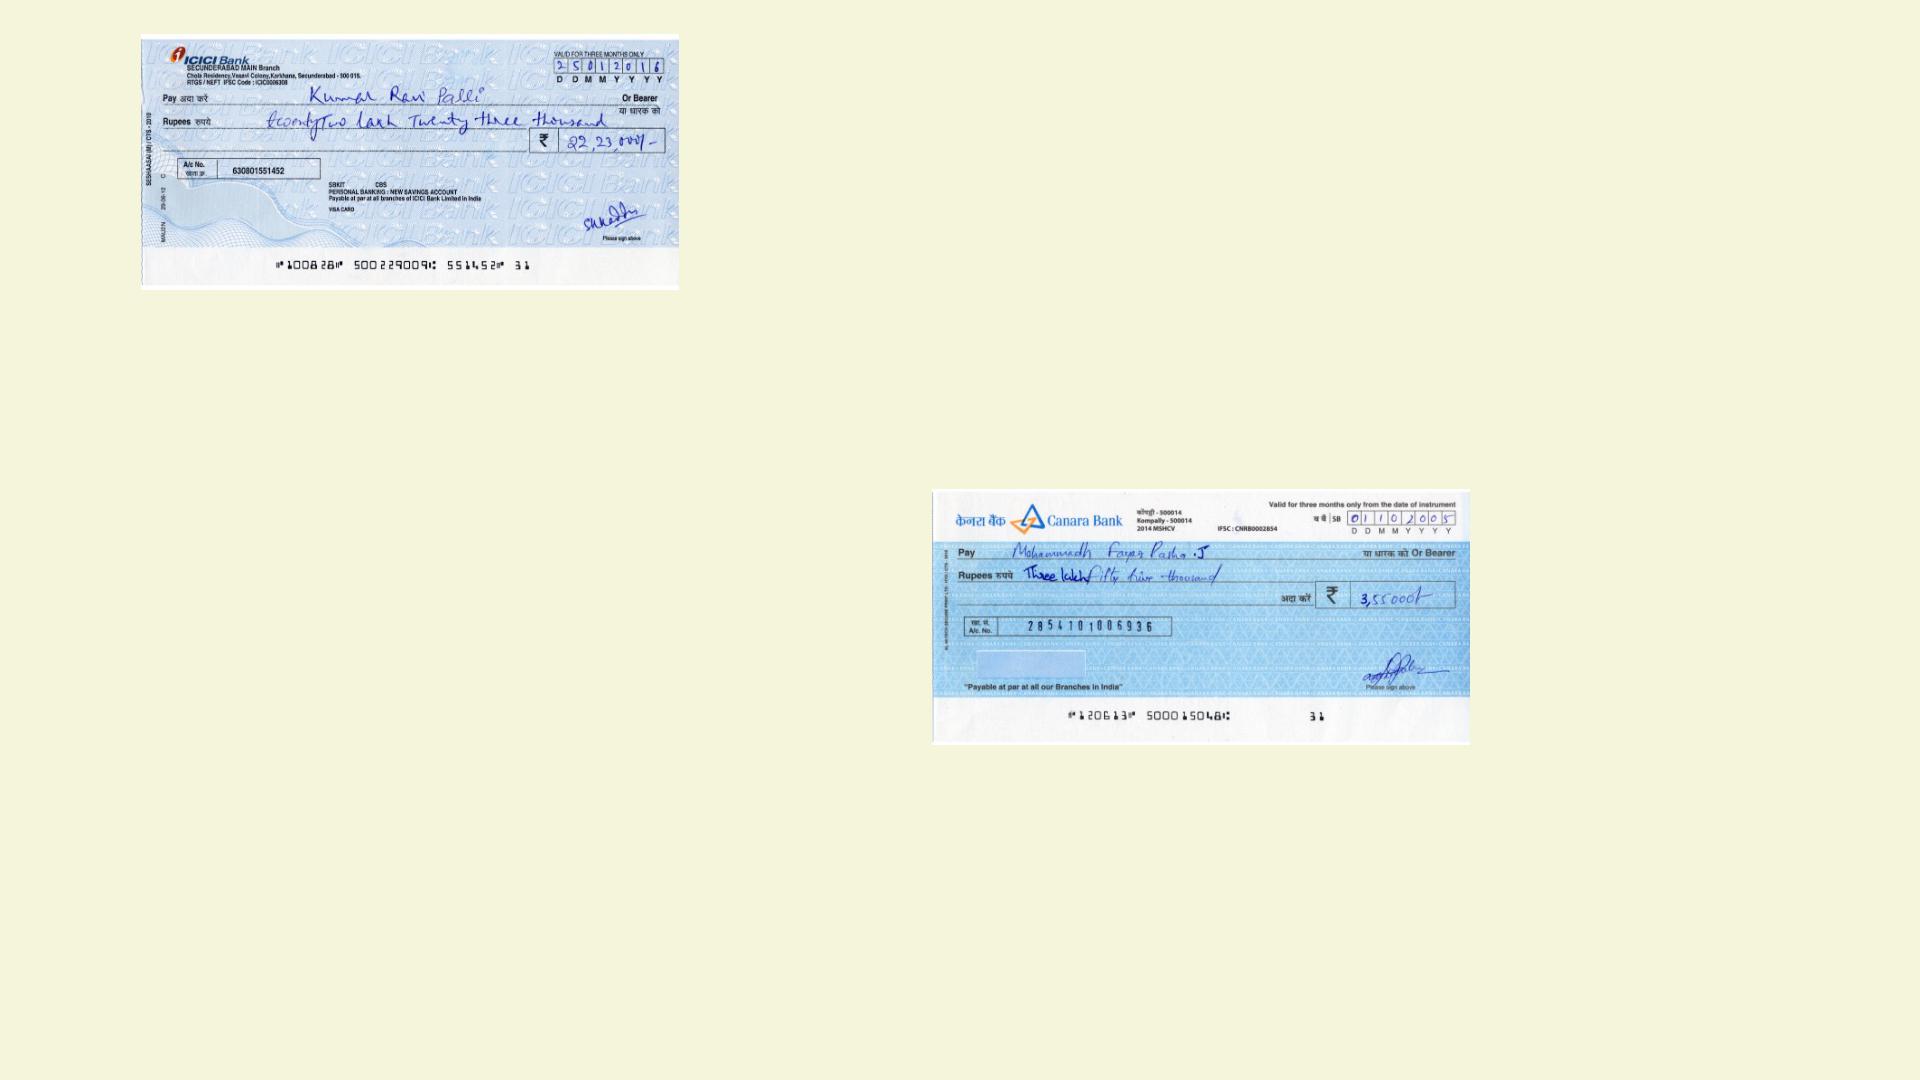 ICICI Bank
SECUNDERABAD MAIN Branch
Chola Residency,Vasavi Colony,Karkhana, Secunderabad - 500 015.
RTGS / NEFT IFSC Code : ICIC0006308
VALID FOR THREE MONTHS ONLY
2 5 0 1 2 0 1 6
D D M M Y Y Y Y
Pay अदा करें Kumar Ravi Palli Or Bearer
या धारक को
Rupees रुपये twentyTwo lakh Twenty three thousand
₹ 22,23,000/-
A/c No. 630801551452
SBKIT CBS
PERSONAL BANKING : NEW SAVINGS ACCOUNT
Payable at par at all branches of ICICI Bank Limited in India
VISA CARD
Please sign above
SESHAASAI (M) / CTS - 2010
⑈100828⑈ 500229009⑆ 551452⑈ 31
केनरा बैंक Canara Bank
कोंपल्ली - 500014
Kompally - 500014
2014 MSHCV
IFSC : CNRB0002854
Valid for three months only from the date of instrument
SB 0 1 1 0 2 0 0 5
D D M M Y Y Y Y
Pay Mohammadh Fayaz Pasha .J या धारक को Or Bearer
Rupees रुपये Three lakh fifty five thousand
अदा करें ₹ 3,55000/-
A/c. No. 2854101006936
"Payable at par at all our Branches in India"
Please sign above
⑈120613⑈ 500015048⑆ 31